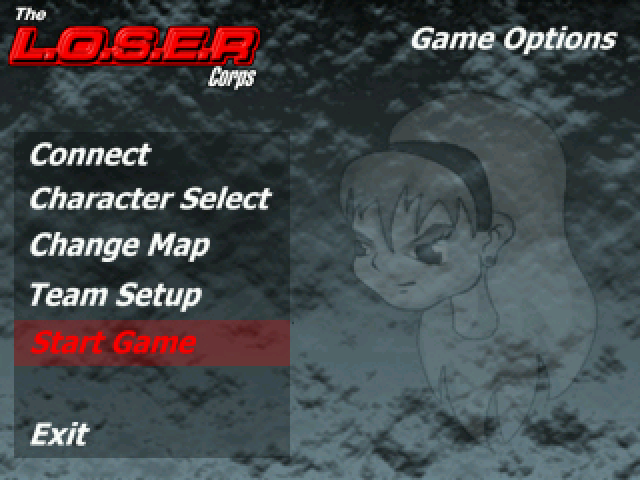 The
L.O.S.E.R
Corps
Game Options
Connect
Character Select
Change Map
Team Setup
Start Game
Exit